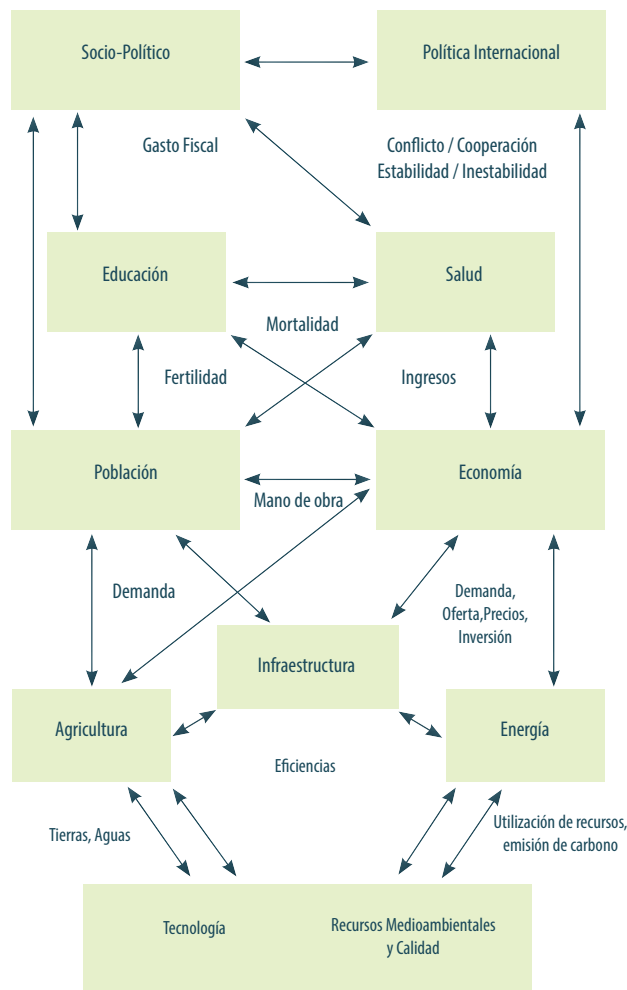 Socio-Político
Política Internacional
Gasto Fiscal
Conflicto / Cooperación
Estabilidad / Inestabilidad
Educación
Salud
Mortalidad
Fertilidad
Ingresos
Población
Economía
Mano de obra
Demanda
Demanda,
Oferta,Precios,
Inversión
Infraestructura
Agricultura
Energía
Eficiencias
Tierras, Aguas
Utilización de recursos,
emisión de carbono
Tecnología
Recursos Medioambientales
y Calidad